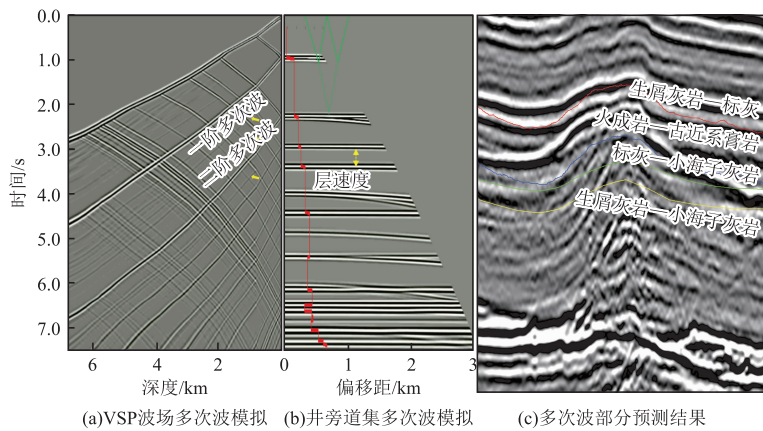 0.0
1.0
2.0
3.0
4.0
5.0
6.0
7.0
时间/s
一阶多次波
二阶多次波
6
4
2
深度/km
层速度
0
1
2
3
偏移距/km
生屑灰岩—标灰
火成岩—古近系膏岩
标灰—小海子灰岩
生屑灰岩—小海子灰岩
(a)VSP波场多次波模拟
(b)井旁道集多次波模拟
(c)多次波部分预测结果